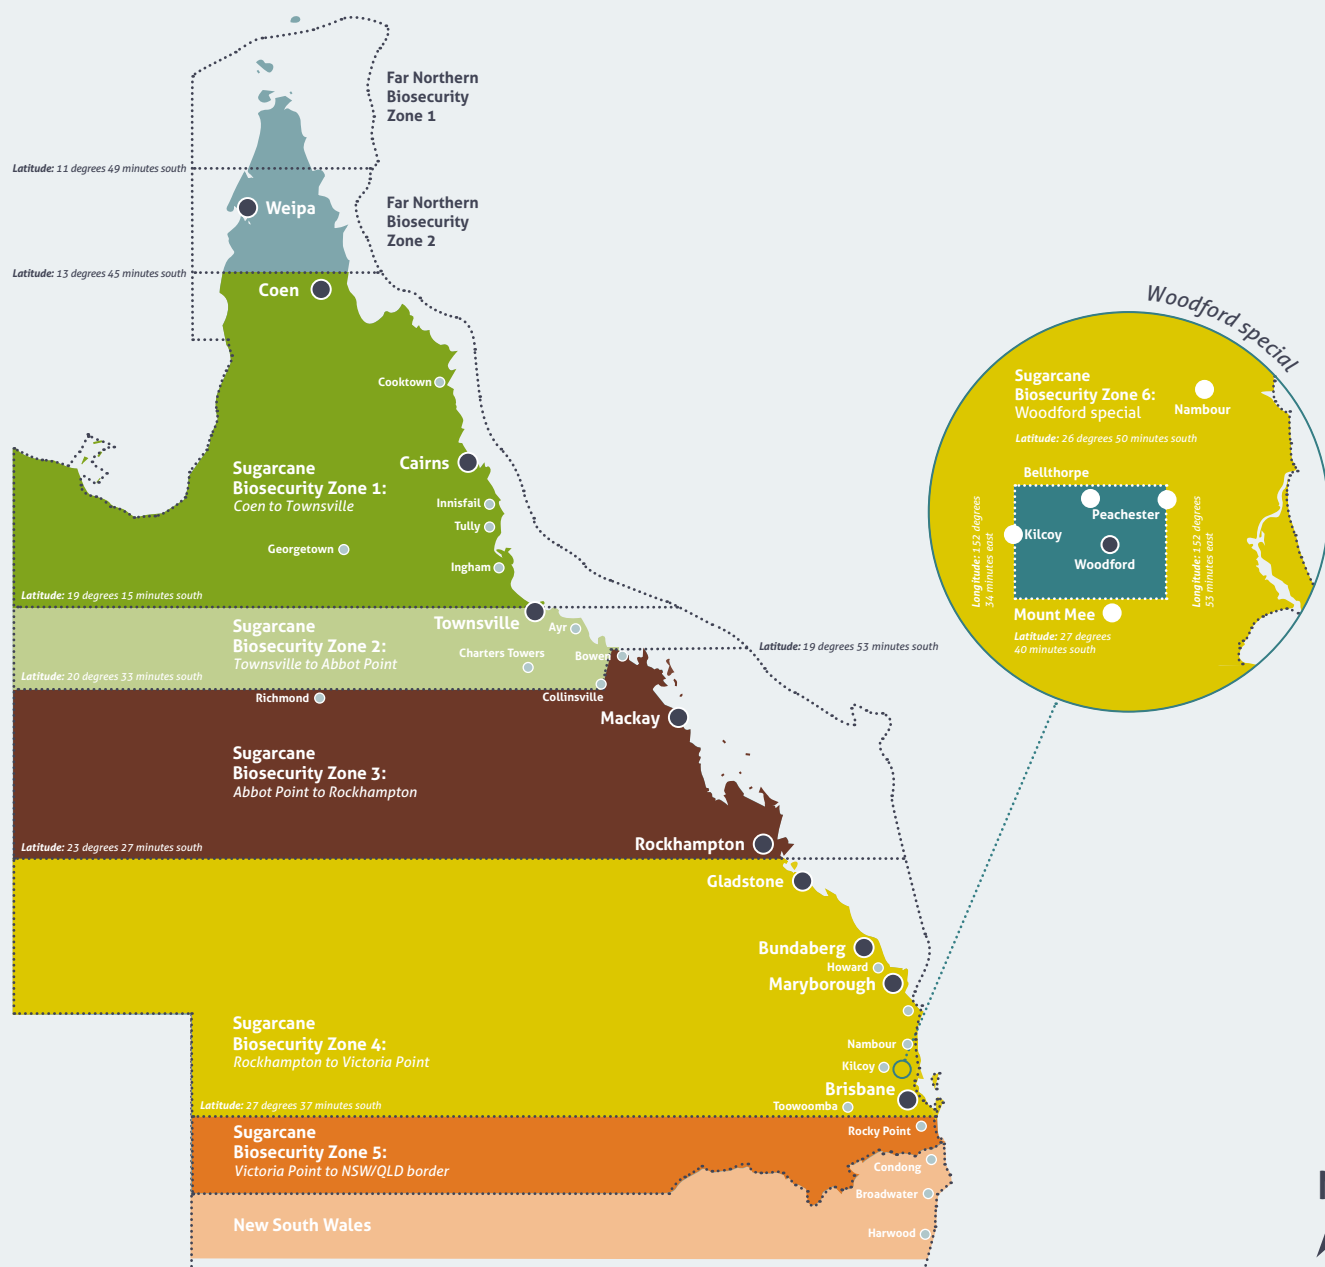 Far Northern
Biosecurity
Zone 1
Latitude: 11 degrees 49 minutes south
Weipa
Far Northern
Biosecurity
Zone 2
Latitude: 13 degrees 45 minutes south
Coen
Cooktown
Cairns
Sugarcane
Biosecurity Zone 1:
Coen to Townsville
Innisfail
Tully
Georgetown
Ingham
Latitude: 19 degrees 15 minutes south
Townsville
Sugarcane
Biosecurity Zone 2:
Townsville to Abbot Point
Ayr
Charters Towers
Bowen
Latitude: 19 degrees 53 minutes south
Latitude: 20 degrees 33 minutes south
Richmond
Collinsville
Mackay
Sugarcane
Biosecurity Zone 3:
Abbot Point to Rockhampton
Rockhampton
Latitude: 23 degrees 27 minutes south
Gladstone
Bundaberg
Howard
Maryborough
Sugarcane
Biosecurity Zone 4:
Rockhampton to Victoria Point
Nambour
Kilcoy
Brisbane
Latitude: 27 degrees 37 minutes south
Toowoomba
Sugarcane
Biosecurity Zone 5:
Victoria Point to NSW/QLD border
Rocky Point
Condong
Broadwater
New South Wales
Harwood
Woodford special
Sugarcane
Biosecurity Zone 6:
Woodford special
Nambour
Latitude: 26 degrees 50 minutes south
Bellthorpe
Peachester
Kilcoy
Woodford
Longitude: 152 degrees
34 minutes east
Longitude: 152 degrees
53 minutes east
Mount Mee
Latitude: 27 degrees
40 minutes south